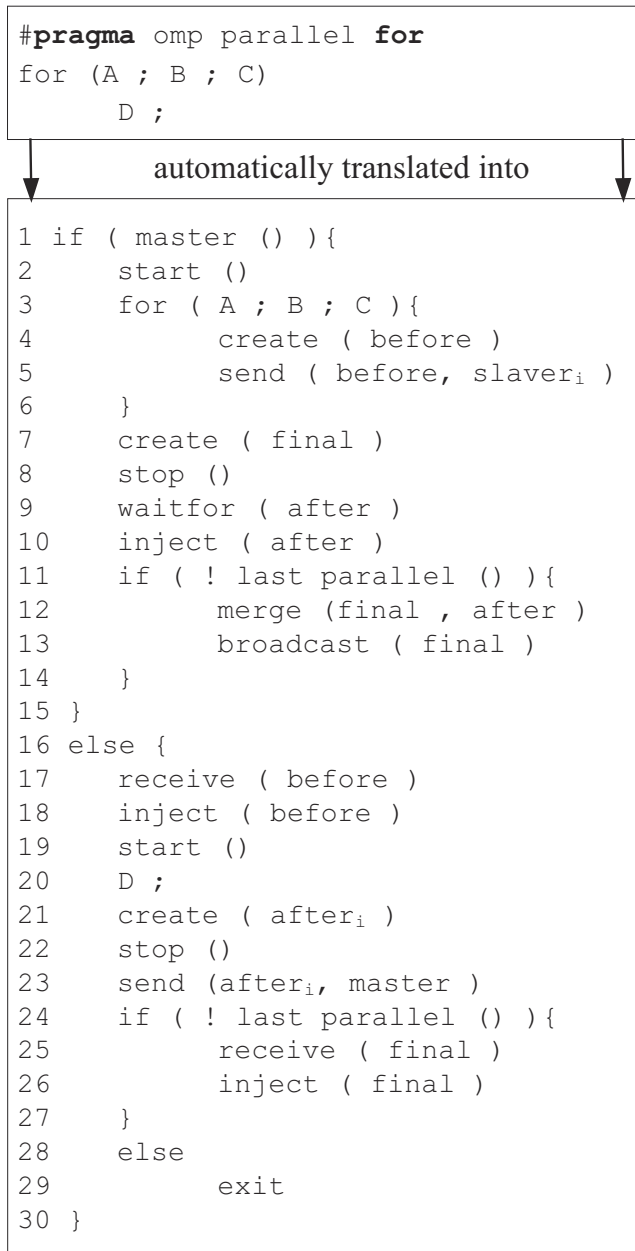 #pragma omp parallel for
for (A ; B ; C)
D ;
automatically translated into
1 if ( master () ){
2 start ()
3 for ( A ; B ; C ){
4 create ( before )
5 send ( before, slaverᵢ )
6 }
7 create ( final )
8 stop ()
9 waitfor ( after )
10 inject ( after )
11 if ( ! last parallel () ){
12 merge (final , after )
13 broadcast ( final )
14 }
15 }
16 else {
17 receive ( before )
18 inject ( before )
19 start ()
20 D ;
21 create ( afterᵢ )
22 stop ()
23 send (afterᵢ, master )
24 if ( ! last parallel () ){
25 receive ( final )
26 inject ( final )
27 }
28 else
29 exit
30 }